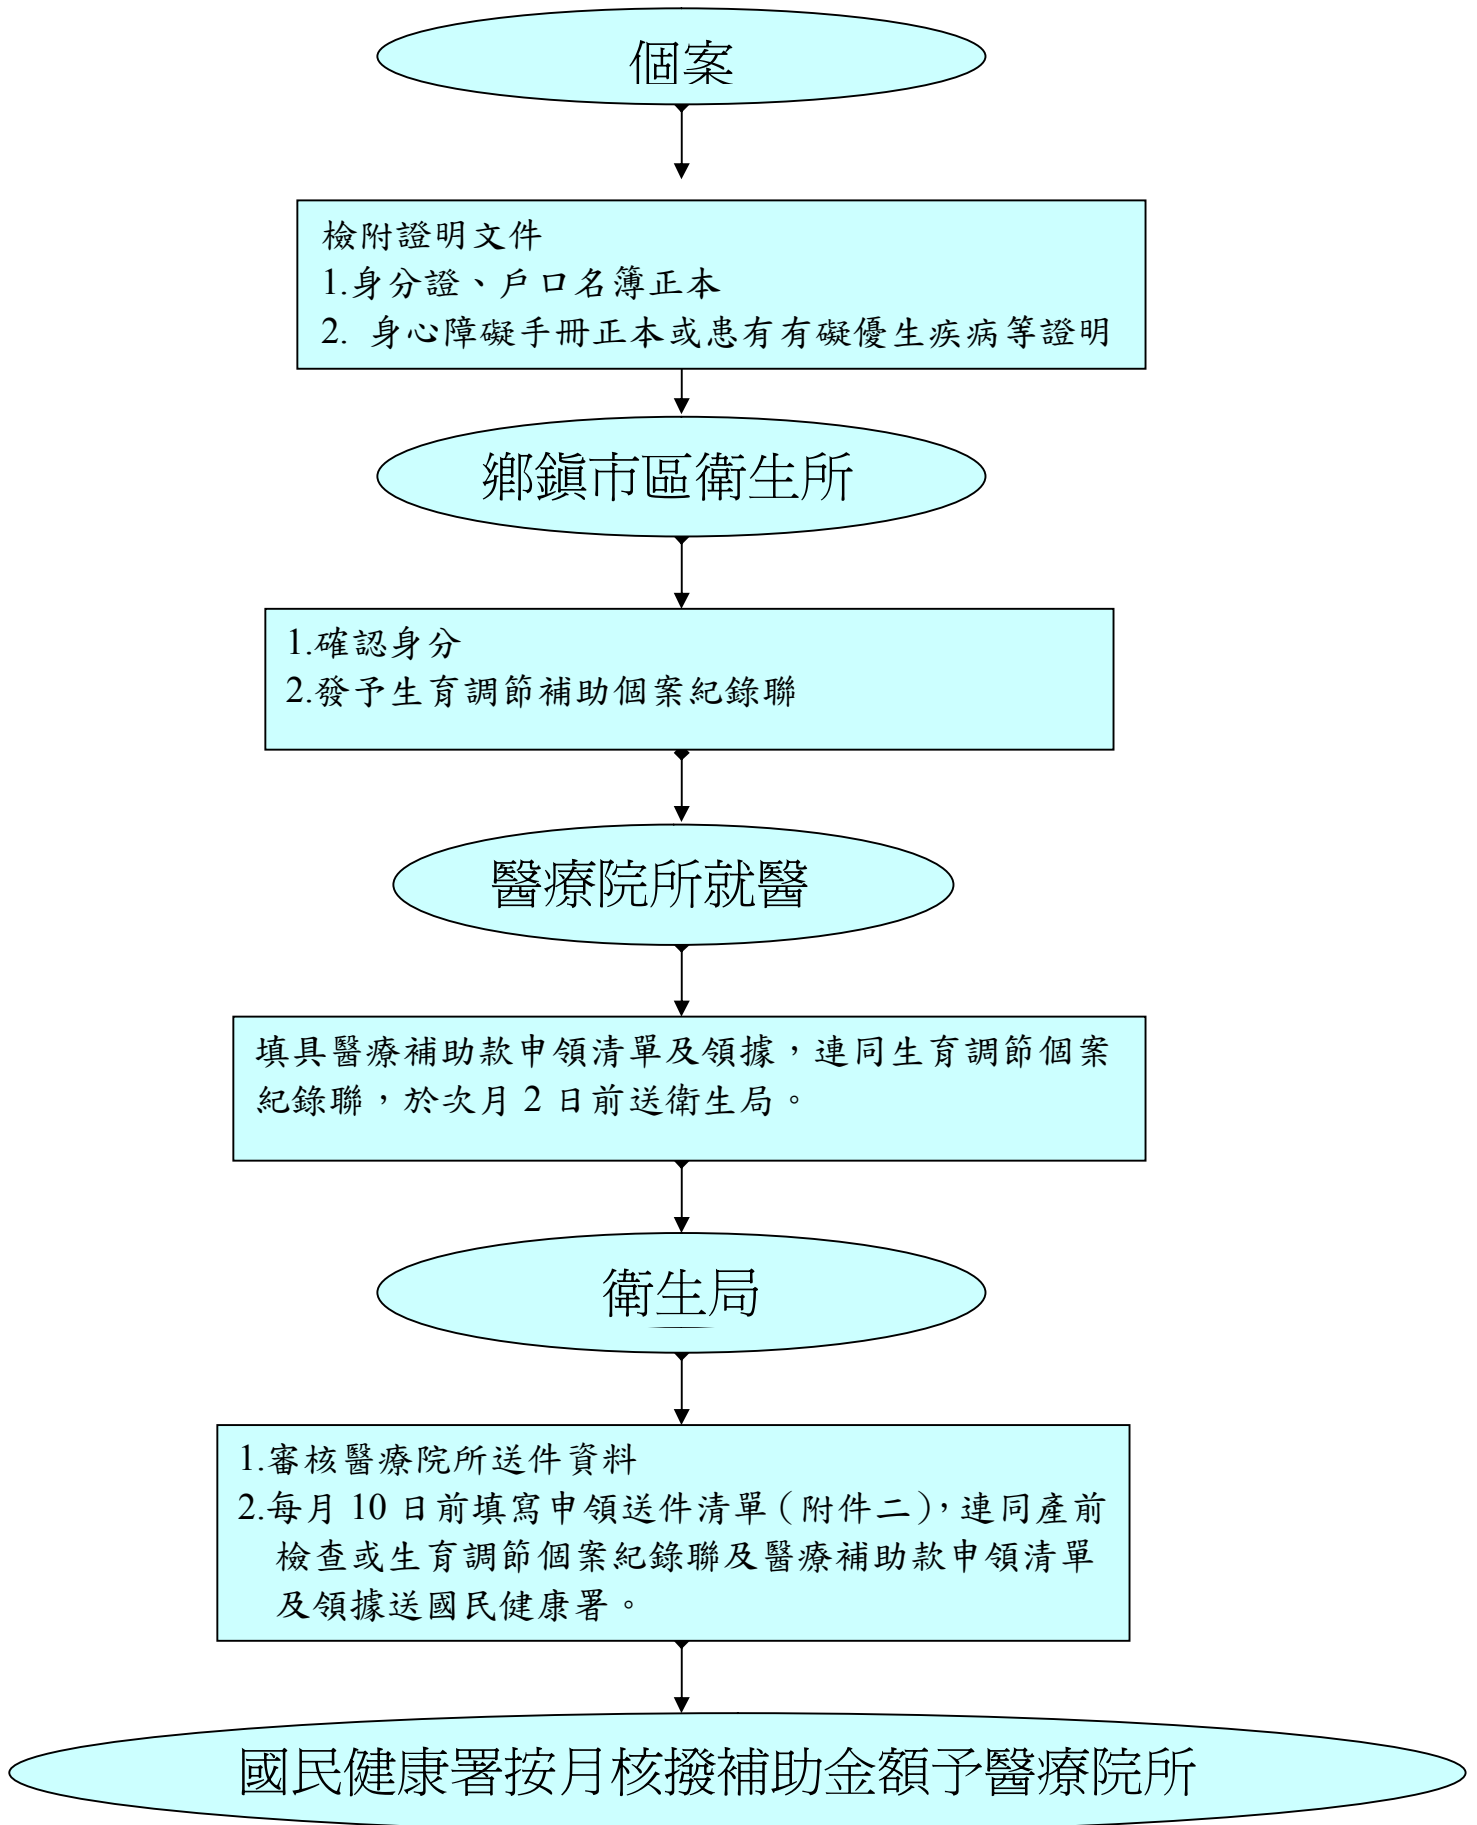 個案
檢附證明文件
1.身分證、戶口名簿正本
2. 身心障礙手冊正本或患有有礙優生疾病等證明
鄉鎮市區衛生所
1.確認身分
2.發予生育調節補助個案紀錄聯
醫療院所就醫
填具醫療補助款申領清單及領據，連同生育調節個案
紀錄聯，於次月 2 日前送衛生局。
衛生局
1.審核醫療院所送件資料
2.每月 10 日前填寫申領送件清單（附件二），連同產前
檢查或生育調節個案紀錄聯及醫療補助款申領清單
及領據送國民健康署。
國民健康署按月核撥補助金額予醫療院所